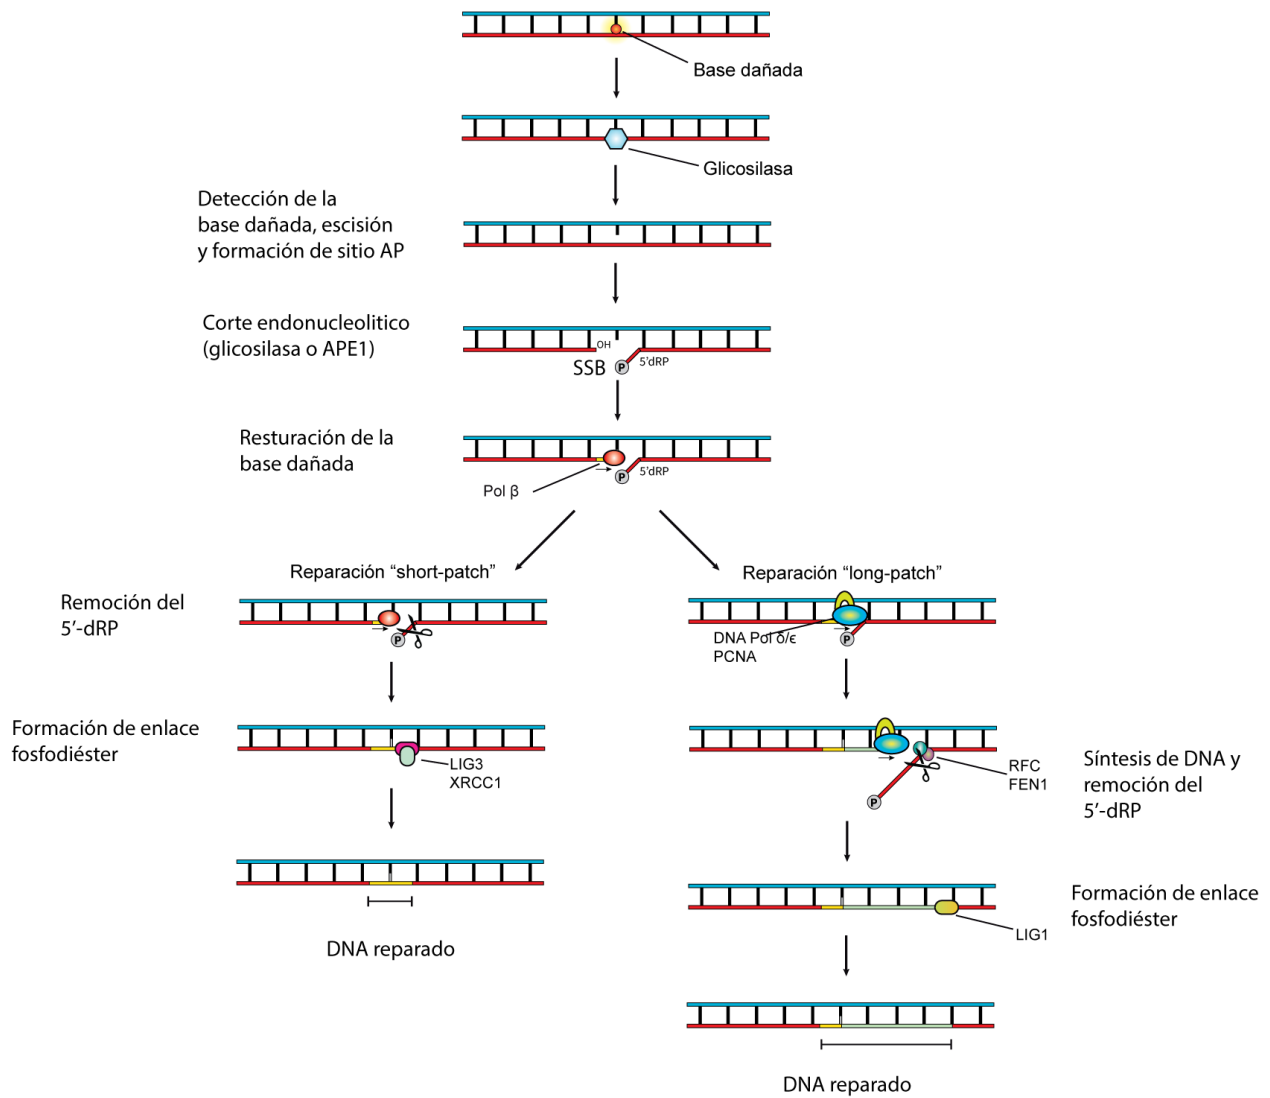 Base dañada
Glicosilasa
Detección de la
base dañada, escisión
y formación de sitio AP
Corte endonucleolitico
(glicosilasa o APE1)
OH
SSB
P
5'dRP
Resturación de la
base dañada
5'dRP
P
Pol β
Reparación “short-patch”
Reparación “long-patch”
Remoción del
5’-dRP
P
DNA Pol δ/ϵ
PCNA
P
Formación de enlace
fosfodiéster
LIG3
XRCC1
RFC
FEN1
P
Síntesis de DNA y
remoción del
5’-dRP
DNA reparado
Formación de enlace
fosfodiéster
LIG1
DNA reparado